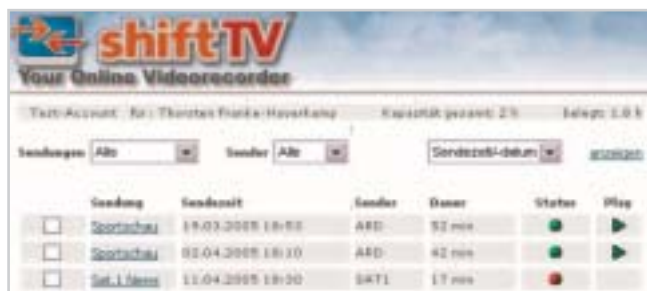 shiftTV
Your Online Videorecorder
Test-Account für: Thorsten Franke-Haverkamp Kapazität gesamt: 2 h belegt: 1.8 h
Sendungen Alle Sender Alle Sendezeit/-datum anzeigen
Sendung Sendezeit Sender Dauer Status Play
Sportschau 19.03.2005 18:50 ARD 52 min
Sportschau 02.04.2005 18:10 ARD 42 min
Sat.1 News 11.04.2005 18:30 SAT1 17 min